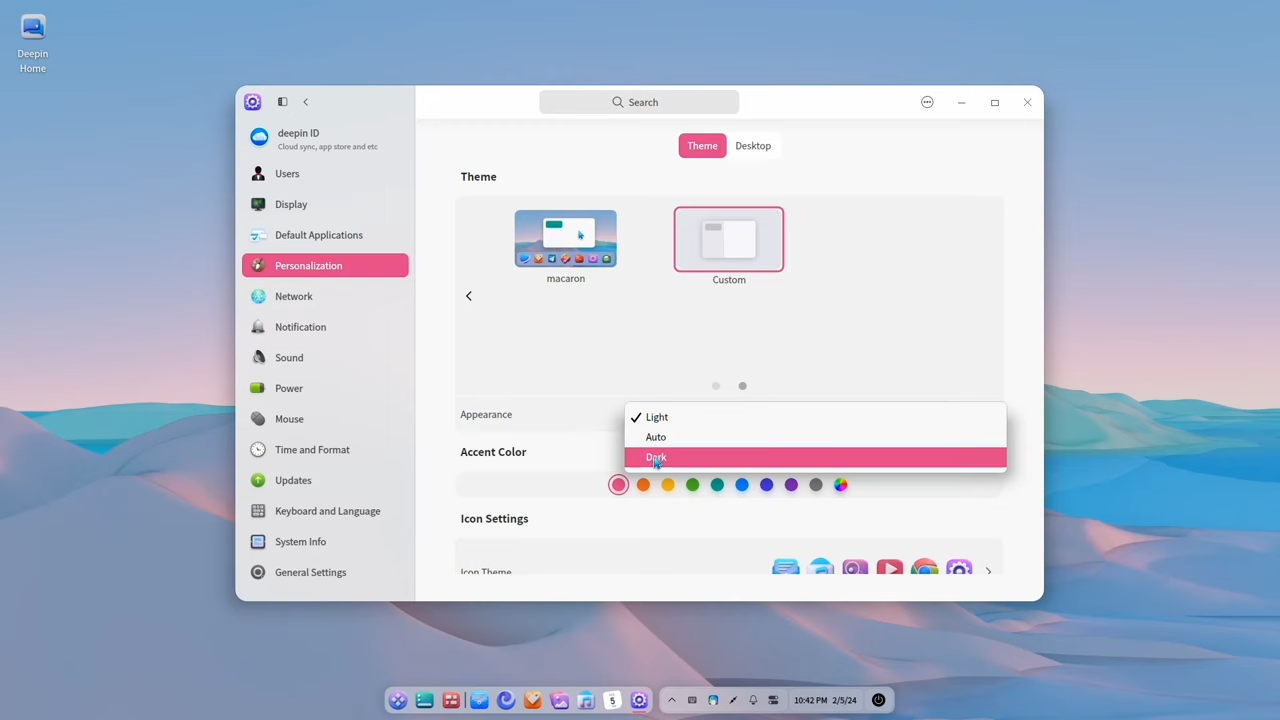 Deepin
Home
Search
deepin ID
Cloud sync, app store and etc
Users
Display
Default Applications
Personalization
Network
Notification
Sound
Power
Mouse
Time and Format
Updates
Keyboard and Language
System Info
General Settings
Theme Desktop
Theme
macaron
Custom
Appearance
Light
Auto
Dark
Accent Color
Icon Settings
Icon Theme
5
10:42 PM 2/5/24